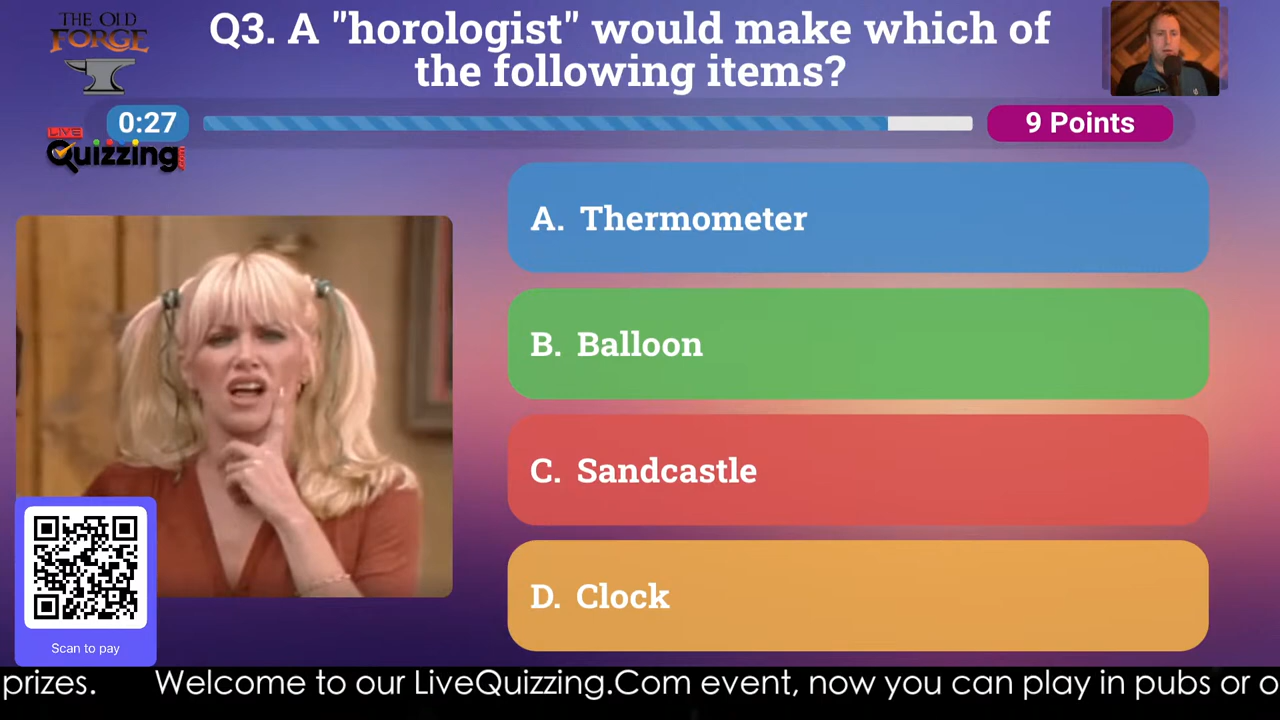 THE OLD
FORGE
Q3. A "horologist" would make which of
the following items?
0:27
9 Points
LIVE
Quizzing
.com
A. Thermometer
B. Balloon
C. Sandcastle
D. Clock
Scan to pay
prizes. Welcome to our LiveQuizzing.Com event, now you can play in pubs or o